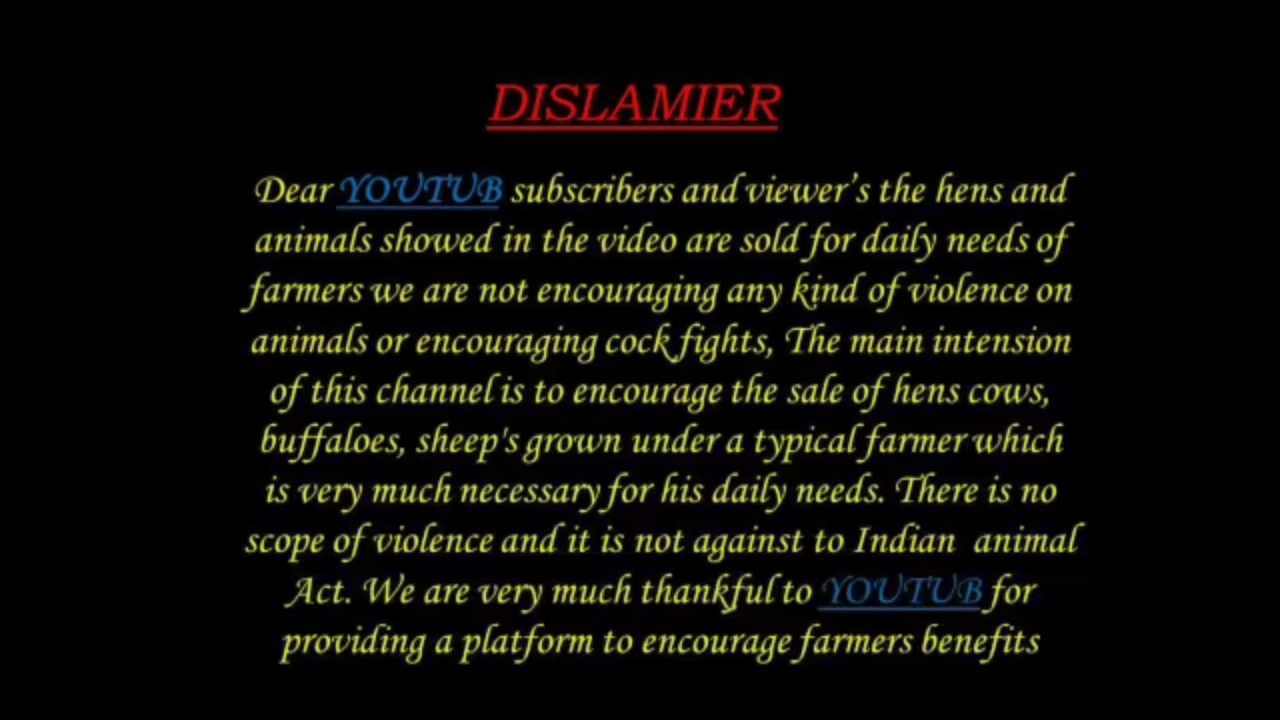 DISLAMIER
Dear YOUTUB subscribers and viewer's the hens and
animals showed in the video are sold for daily needs of
farmers we are not encouraging any kind of violence on
animals or encouraging cock fights, The main intension
of this channel is to encourage the sale of hens cows,
buffaloes, sheep's grown under a typical farmer which
is very much necessary for his daily needs. There is no
scope of violence and it is not against to Indian animal
Act. We are very much thankful to YOUTUB for
providing a platform to encourage farmers benefits